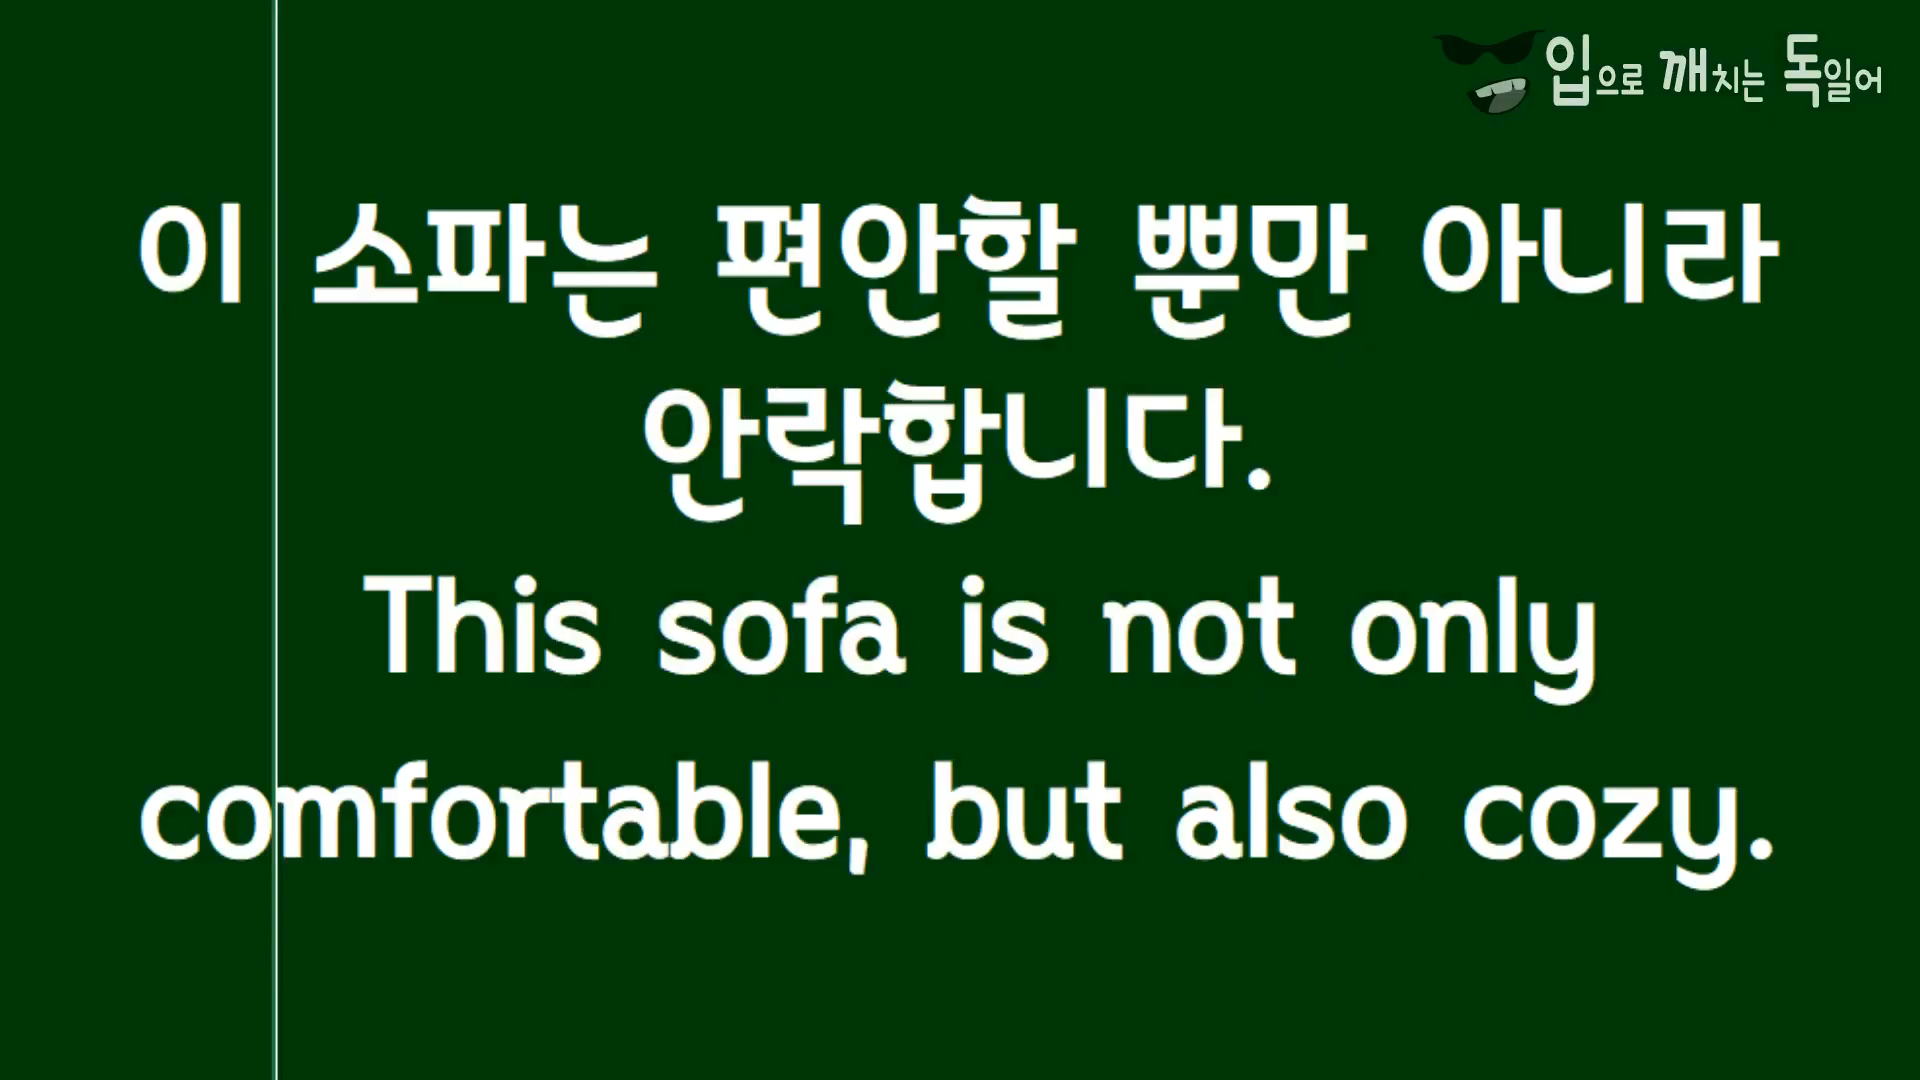 입으로 깨치는 독일어
이 소파는 편안할 뿐만 아니라
안락합니다.
This sofa is not only
comfortable, but also cozy.